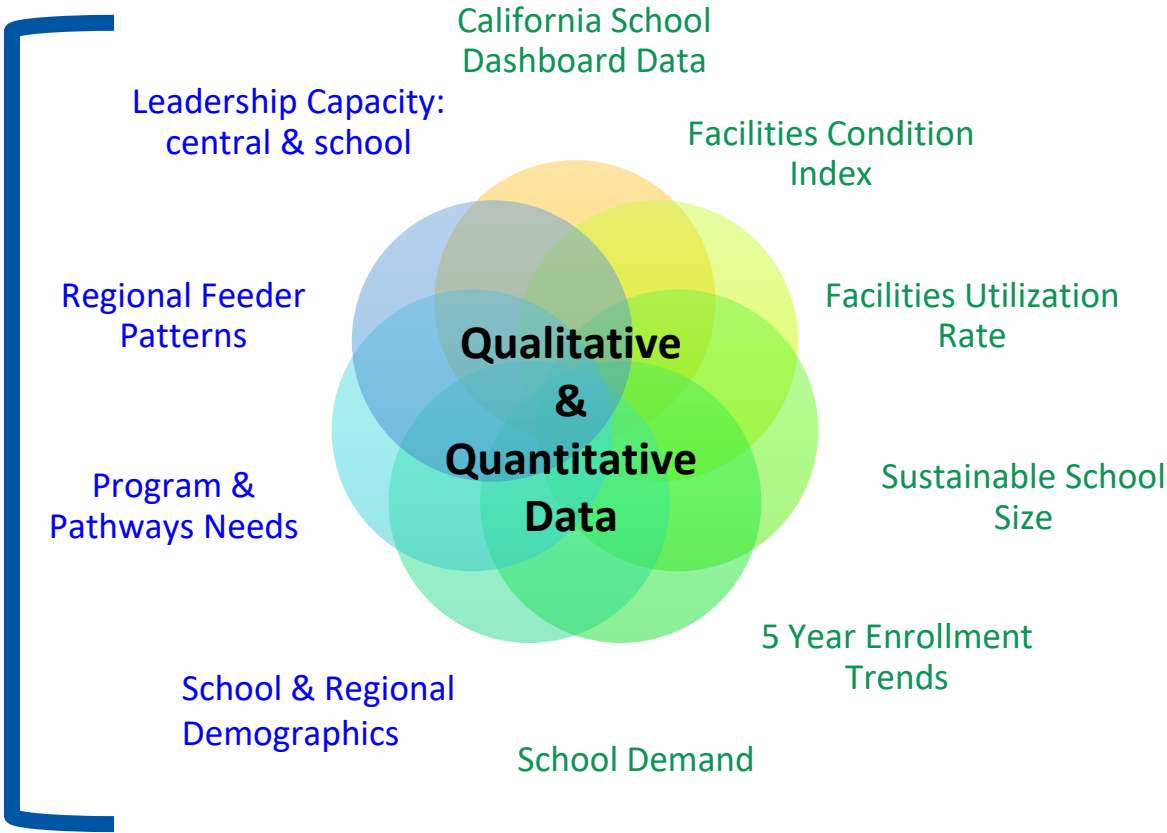 California School
Dashboard Data
Leadership Capacity:
central & school
Facilities Condition
Index
Regional Feeder
Patterns
Facilities Utilization
Rate
Qualitative
&
Quantitative
Data
Program &
Pathways Needs
Sustainable School
Size
5 Year Enrollment
Trends
School & Regional
Demographics
School Demand